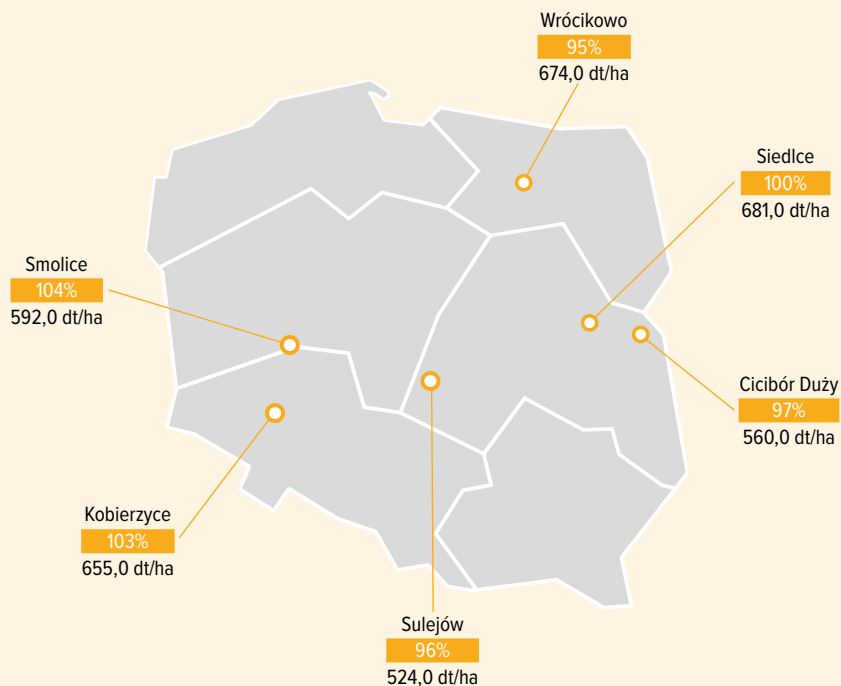 Wrócikowo
95%
674,0 dt/ha
Siedlce
100%
681,0 dt/ha
Smolice
104%
592,0 dt/ha
Cicibór Duży
97%
560,0 dt/ha
Kobierzyce
103%
655,0 dt/ha
Sulejów
96%
524,0 dt/ha